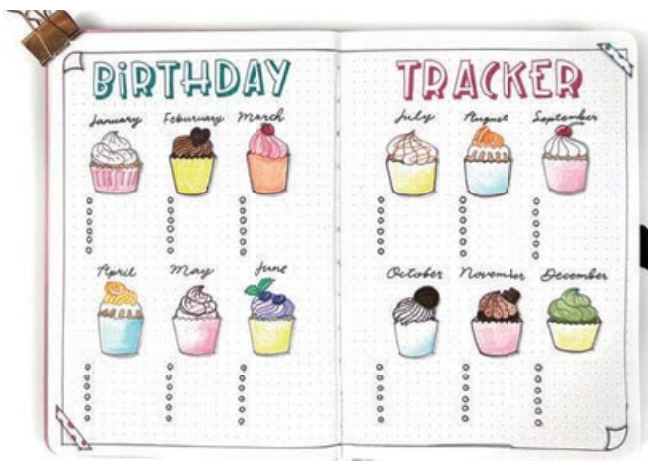 BiRTHDAY TRACKER
January Feburuary March
July August September
April May June
October November December